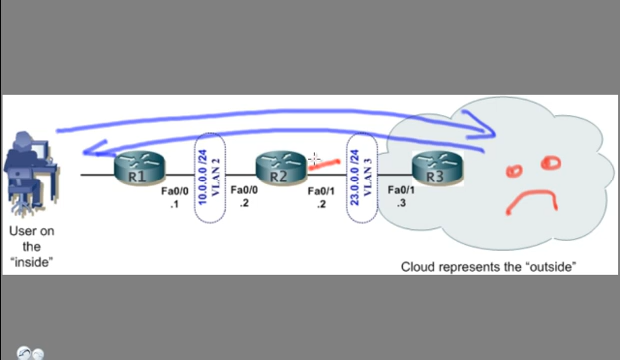 R1
Fa0/0
.1
10.0.0.0 /24
VLAN 2
Fa0/0
.2
R2
Fa0/1
.2
23.0.0.0 /24
VLAN 3
Fa0/1
.3
R3
User on
the
“inside”
Cloud represents the “outside”